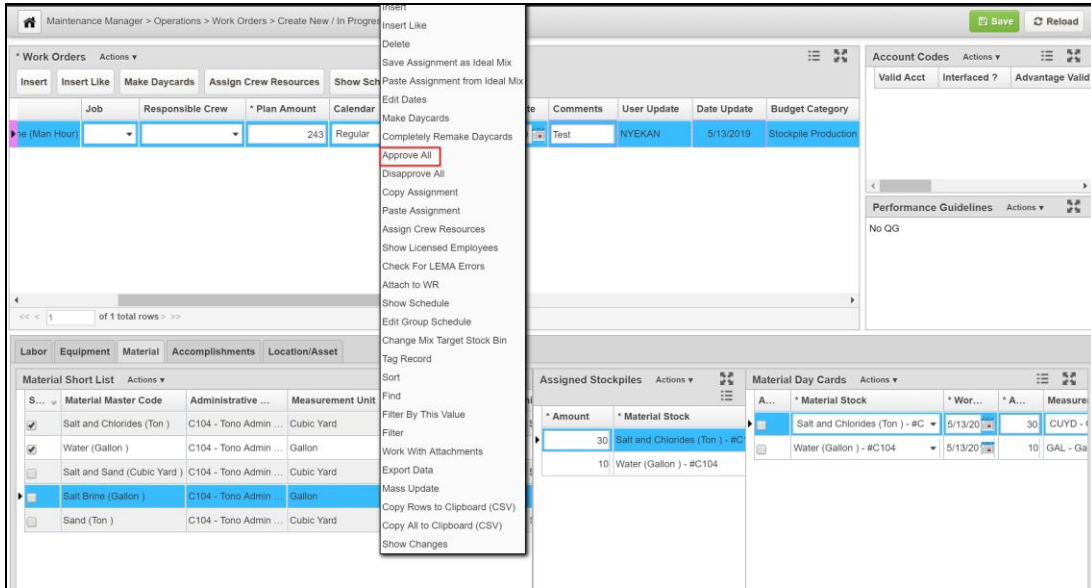 Maintenance Manager > Operations > Work Orders > Create New / In Progres
Save
Reload
* Work Orders Actions
Insert Insert Like Make Daycards Assign Crew Resources Show Sch
Job Responsible Crew * Plan Amount Calendar te Comments User Update Date Update Budget Category
ne (Man Hour) 243 Regular Test NYEKAN 5/13/2019 Stockpile Production
<< < 1 of 1 total rows > >>
Insert
Insert Like
Delete
Save Assignment as Ideal Mix
Paste Assignment from Ideal Mix
Edit Dates
Make Daycards
Completely Remake Daycards
Approve All
Disapprove All
Copy Assignment
Paste Assignment
Assign Crew Resources
Show Licensed Employees
Check For LEMA Errors
Attach to WR
Show Schedule
Edit Group Schedule
Change Mix Target Stock Bin
Tag Record
Sort
Find
Filter By This Value
Filter
Work With Attachments
Export Data
Mass Update
Copy Rows to Clipboard (CSV)
Copy All to Clipboard (CSV)
Show Changes
Account Codes Actions
Valid Acct Interfaced ? Advantage Valid
Performance Guidelines Actions
No QG
Labor Equipment Material Accomplishments Location/Asset
Material Short List Actions
S... Material Master Code Administrative ... Measurement Unit
Salt and Chlorides (Ton ) C104 - Tono Admin ... Cubic Yard
Water (Gallon ) C104 - Tono Admin ... Gallon
Salt and Sand (Cubic Yard ) C104 - Tono Admin ... Cubic Yard
Salt Brine (Gallon ) C104 - Tono Admin ... Gallon
Sand (Ton ) C104 - Tono Admin ... Cubic Yard
Assigned Stockpiles Actions
* Amount * Material Stock
30 Salt and Chlorides (Ton ) - #C
10 Water (Gallon ) - #C104
Material Day Cards Actions
A... * Material Stock * Wor... * A... Measure
Salt and Chlorides (Ton ) - #C 5/13/20 30 CUYD -
Water (Gallon ) - #C104 5/13/20 10 GAL - Ga